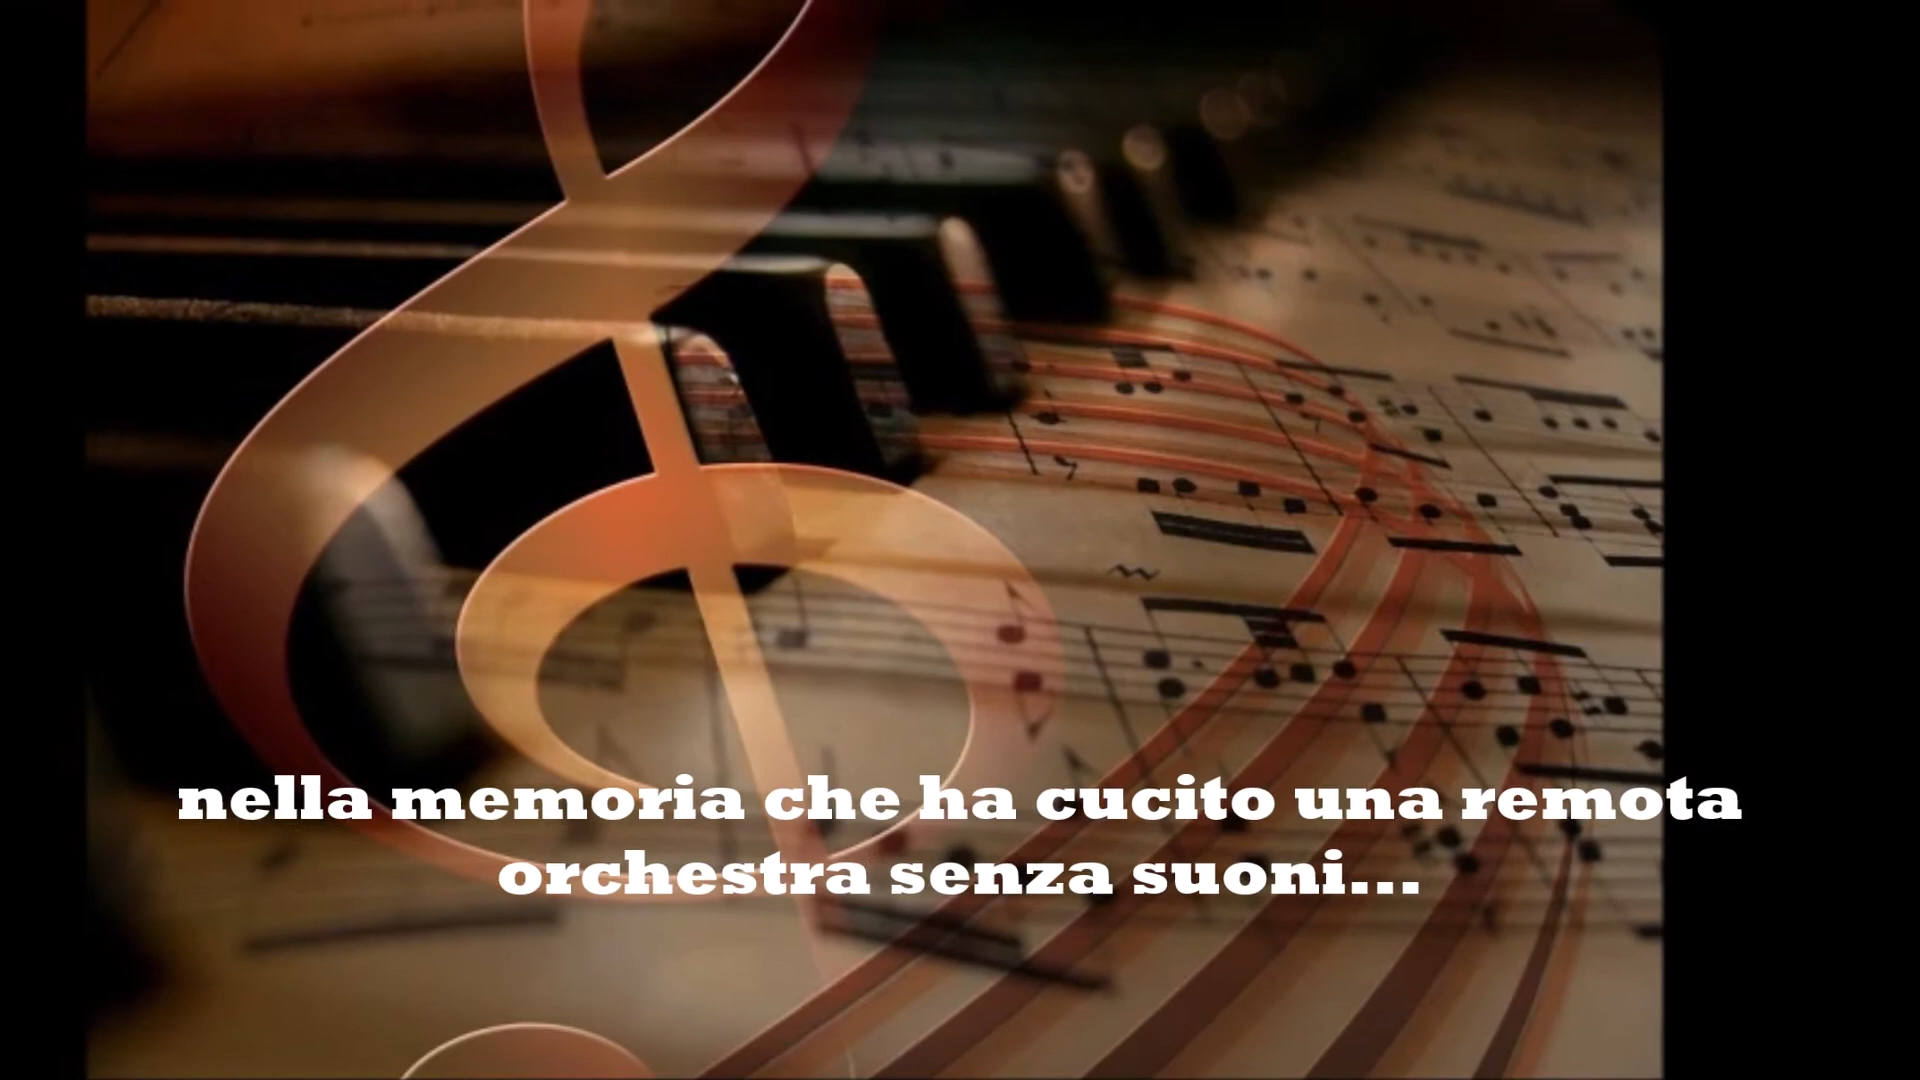 nella memoria che ha cucito una remota
orchestra senza suoni...